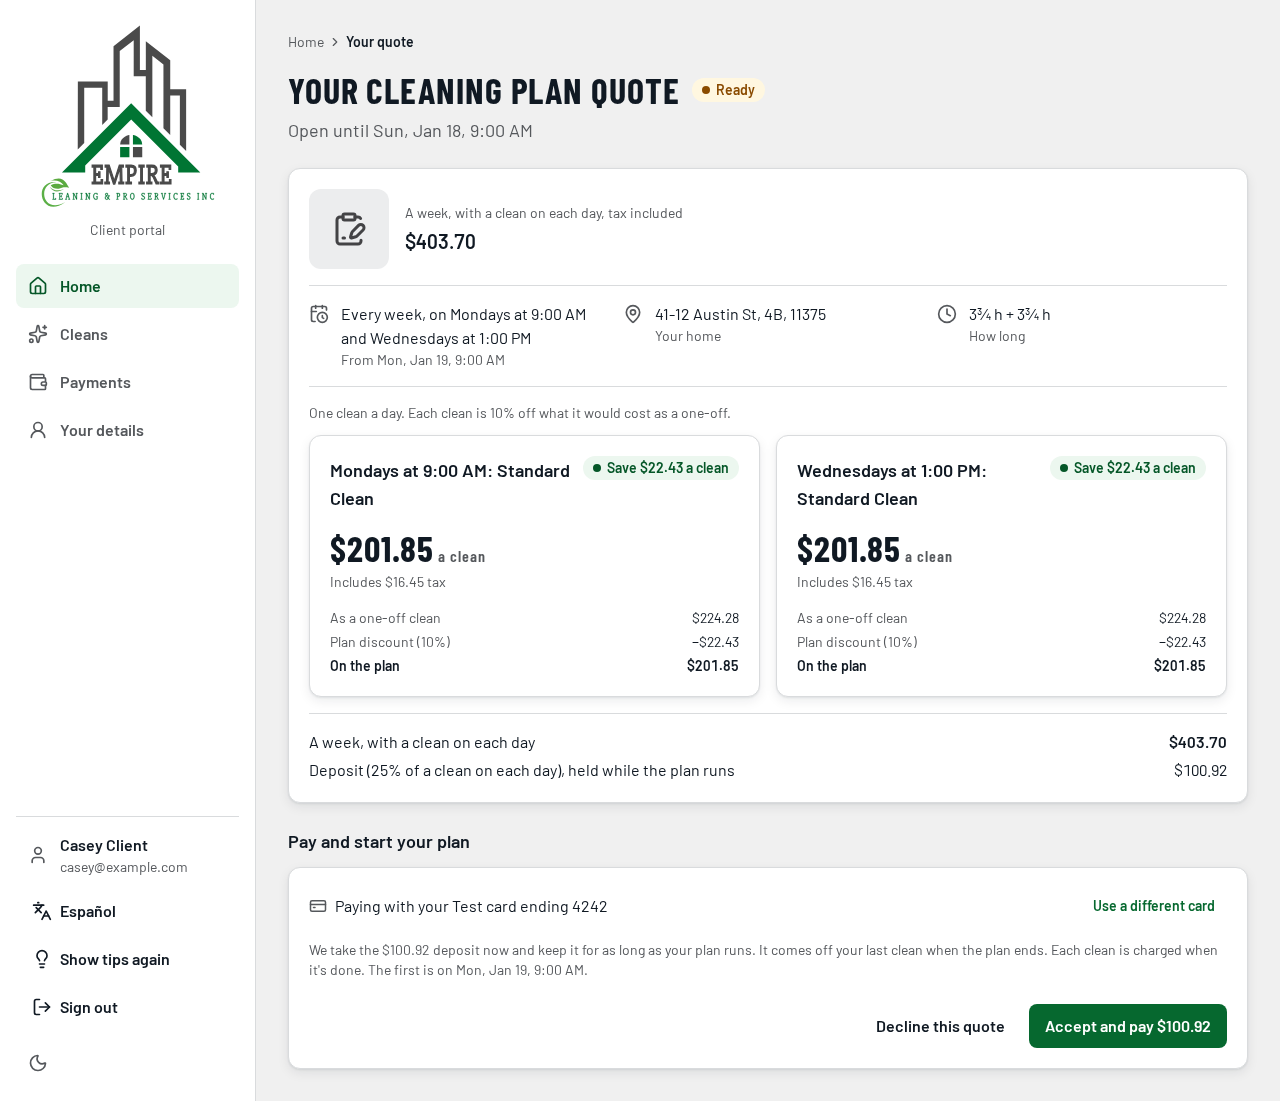 EMPIRE
LEANING & PRO SERVICES INC
Client portal
Home
Cleans
Payments
Your details
Casey Client
casey@example.com
Español
Show tips again
Sign out
Home > Your quote
YOUR CLEANING PLAN QUOTE
Ready
Open until Sun, Jan 18, 9:00 AM
A week, with a clean on each day, tax included
$403.70
Every week, on Mondays at 9:00 AM
and Wednesdays at 1:00 PM
From Mon, Jan 19, 9:00 AM
41-12 Austin St, 4B, 11375
Your home
3¾ h + 3¾ h
How long
One clean a day. Each clean is 10% off what it would cost as a one-off.
Mondays at 9:00 AM: Standard
Clean
Save $22.43 a clean
$201.85 a clean
Includes $16.45 tax
As a one-off clean $224.28
Plan discount (10%) −$22.43
On the plan $201.85
Wednesdays at 1:00 PM:
Standard Clean
Save $22.43 a clean
$201.85 a clean
Includes $16.45 tax
As a one-off clean $224.28
Plan discount (10%) −$22.43
On the plan $201.85
A week, with a clean on each day $403.70
Deposit (25% of a clean on each day), held while the plan runs $100.92
Pay and start your plan
Paying with your Test card ending 4242
Use a different card
We take the $100.92 deposit now and keep it for as long as your plan runs. It comes off your last clean when the plan ends. Each clean is charged when
it's done. The first is on Mon, Jan 19, 9:00 AM.
Decline this quote
Accept and pay $100.92